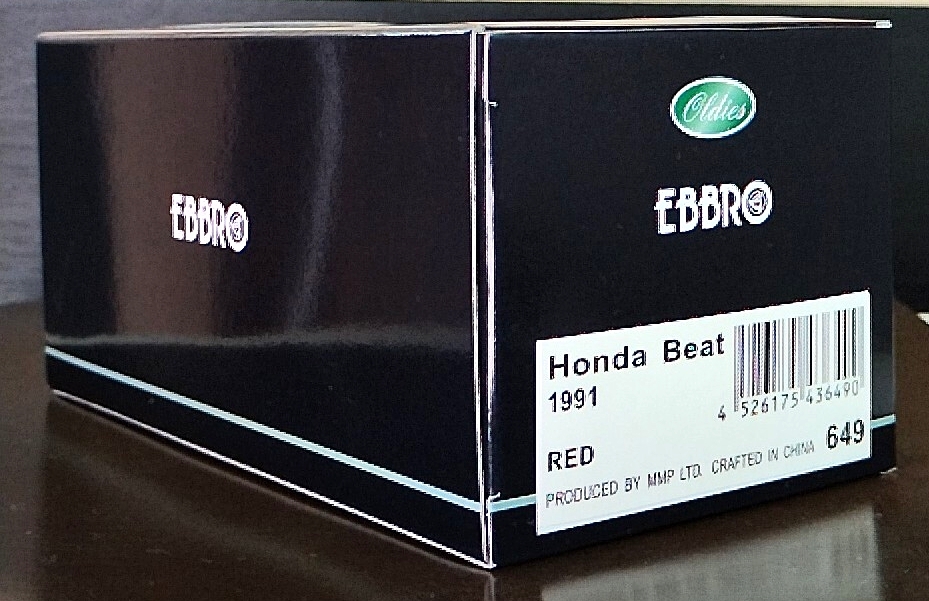 EBBRO
Oldies
EBBRO
Honda Beat
1991
4 526175 436490
RED
649
PRODUCED BY MMP LTD. CRAFTED IN CHINA